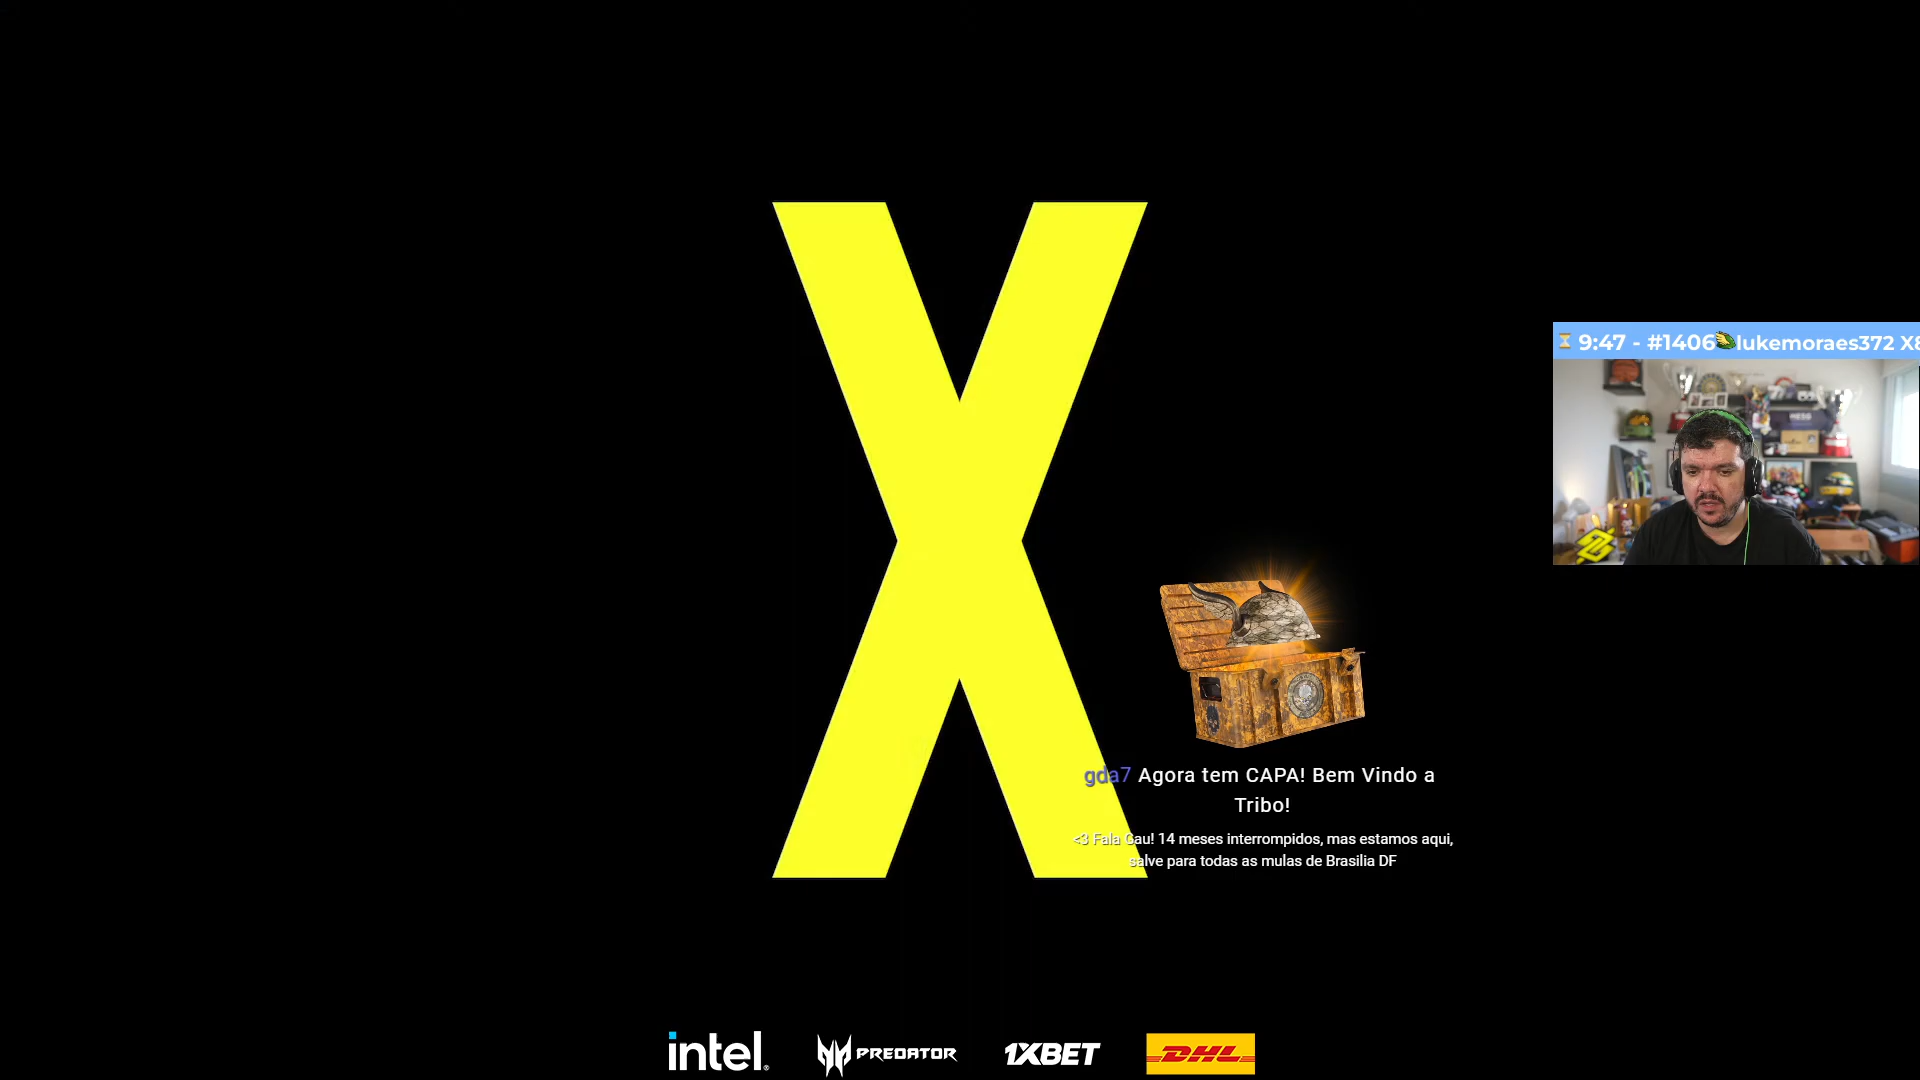 X
9:47 - #1406 lukemoraes372 X8
gda7 Agora tem CAPA! Bem Vindo a
Tribo!
<3 Fala Gau! 14 meses interrompidos, mas estamos aqui,
salve para todas as mulas de Brasilia DF
intel.
PREDATOR
1XBET
DHL